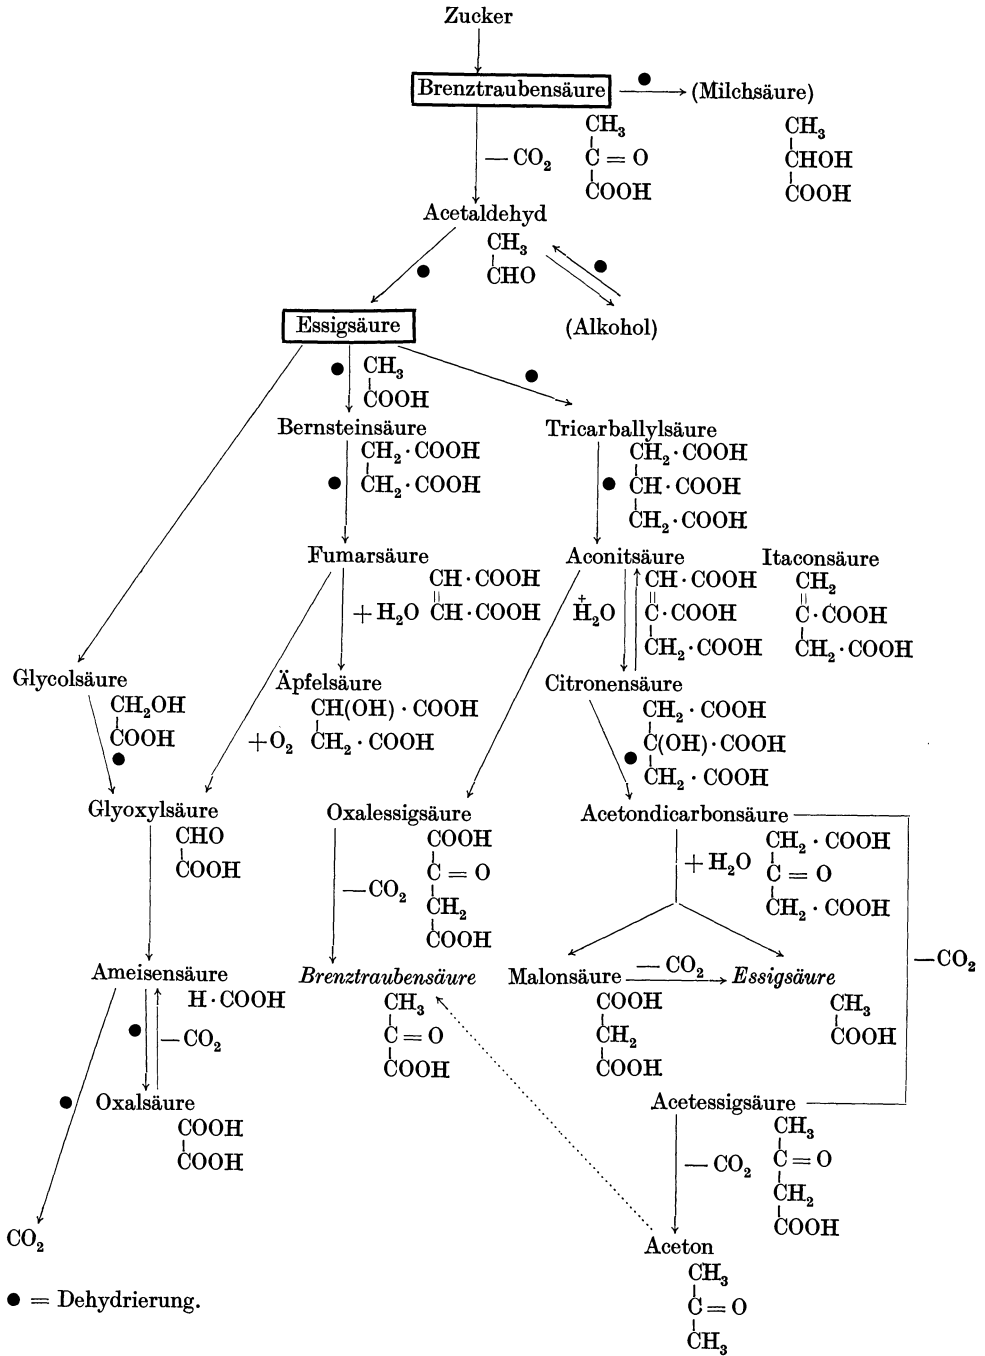 Zucker
Brenztraubensäure
(Milchsäure)
CH₃
CH₃
— CO₂
C = O
CHOH
COOH
COOH
Acetaldehyd
CH₃
CHO
Essigsäure
(Alkohol)
CH₃
COOH
Bernsteinsäure
Tricarballylsäure
CH₂·COOH
CH₂·COOH
CH₂·COOH
CH·COOH
CH₂·COOH
Fumarsäure
Aconitsäure
Itaconsäure
CH·COOH
CH·COOH
CH₂
+ H₂O
CH·COOH
+
H₂O
C·COOH
C·COOH
CH₂·COOH
CH₂·COOH
Glycolsäure
Äpfelsäure
Citronensäure
CH₂OH
CH(OH)·COOH
CH₂·COOH
COOH
+O₂
CH₂·COOH
C(OH)·COOH
CH₂·COOH
Glyoxylsäure
Oxalessigsäure
Acetondicarbonsäure
CHO
COOH
CH₂·COOH
COOH
—CO₂
C = O
+ H₂O
C = O
CH₂
CH₂·COOH
COOH
— CO₂
Ameisensäure
Brenztraubensäure
Malonsäure
— CO₂
Essigsäure
H·COOH
CH₃
COOH
CH₃
—CO₂
C = O
CH₂
COOH
COOH
COOH
Oxalsäure
Acetessigsäure
COOH
CH₃
COOH
— CO₂
C = O
CH₂
COOH
CO₂
Aceton
CH₃
● = Dehydrierung.
C = O
CH₃